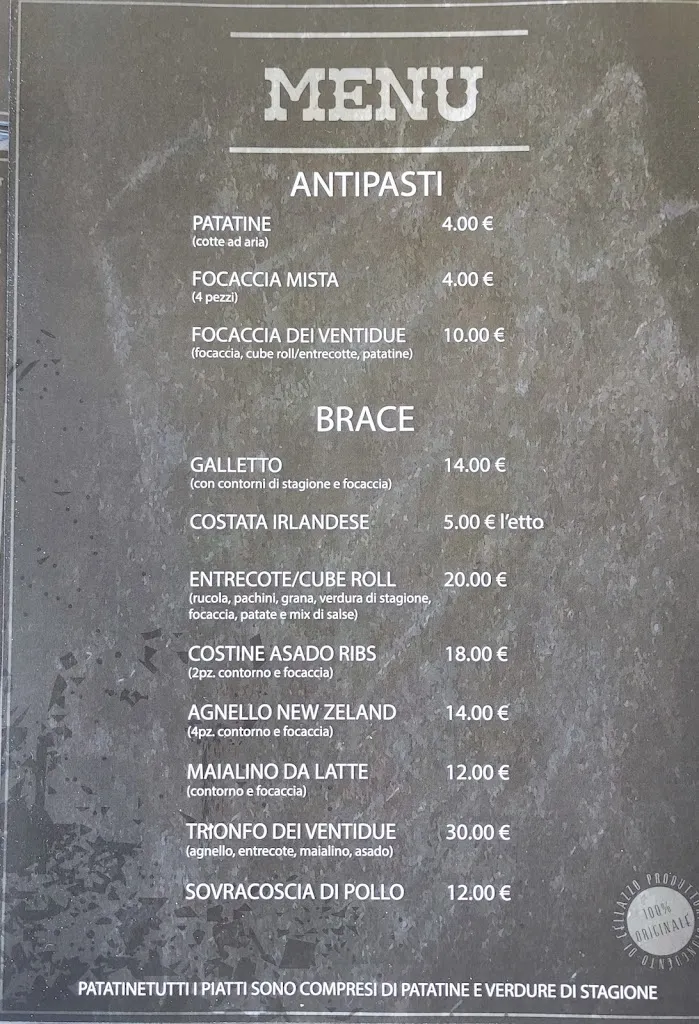 MENU
ANTIPASTI
PATATINE 4.00 €
(cotte ad aria)
FOCACCIA MISTA 4.00 €
(4 pezzi)
FOCACCIA DEI VENTIDUE 10.00 €
(focaccia, cube roll/entrecotte, patatine)
BRACE
GALLETTO 14.00 €
(con contorni di stagione e focaccia)
COSTATA IRLANDESE 5.00 € l'etto
ENTRECOTE/CUBE ROLL 20.00 €
(rucola, pachini, grana, verdura di stagione,
focaccia, patate e mix di salse)
COSTINE ASADO RIBS 18.00 €
(2pz. contorno e focaccia)
AGNELLO NEW ZELAND 14.00 €
(4pz. contorno e focaccia)
MAIALINO DA LATTE 12.00 €
(contorno e focaccia)
TRIONFO DEI VENTIDUE 30.00 €
(agnello, entrecote, maialino, asado)
SOVRACOSCIA DI POLLO 12.00 €
100%
ORIGINALE
PATATINETUTTI I PIATTI SONO COMPRESI DI PATATINE E VERDURE DI STAGIONE